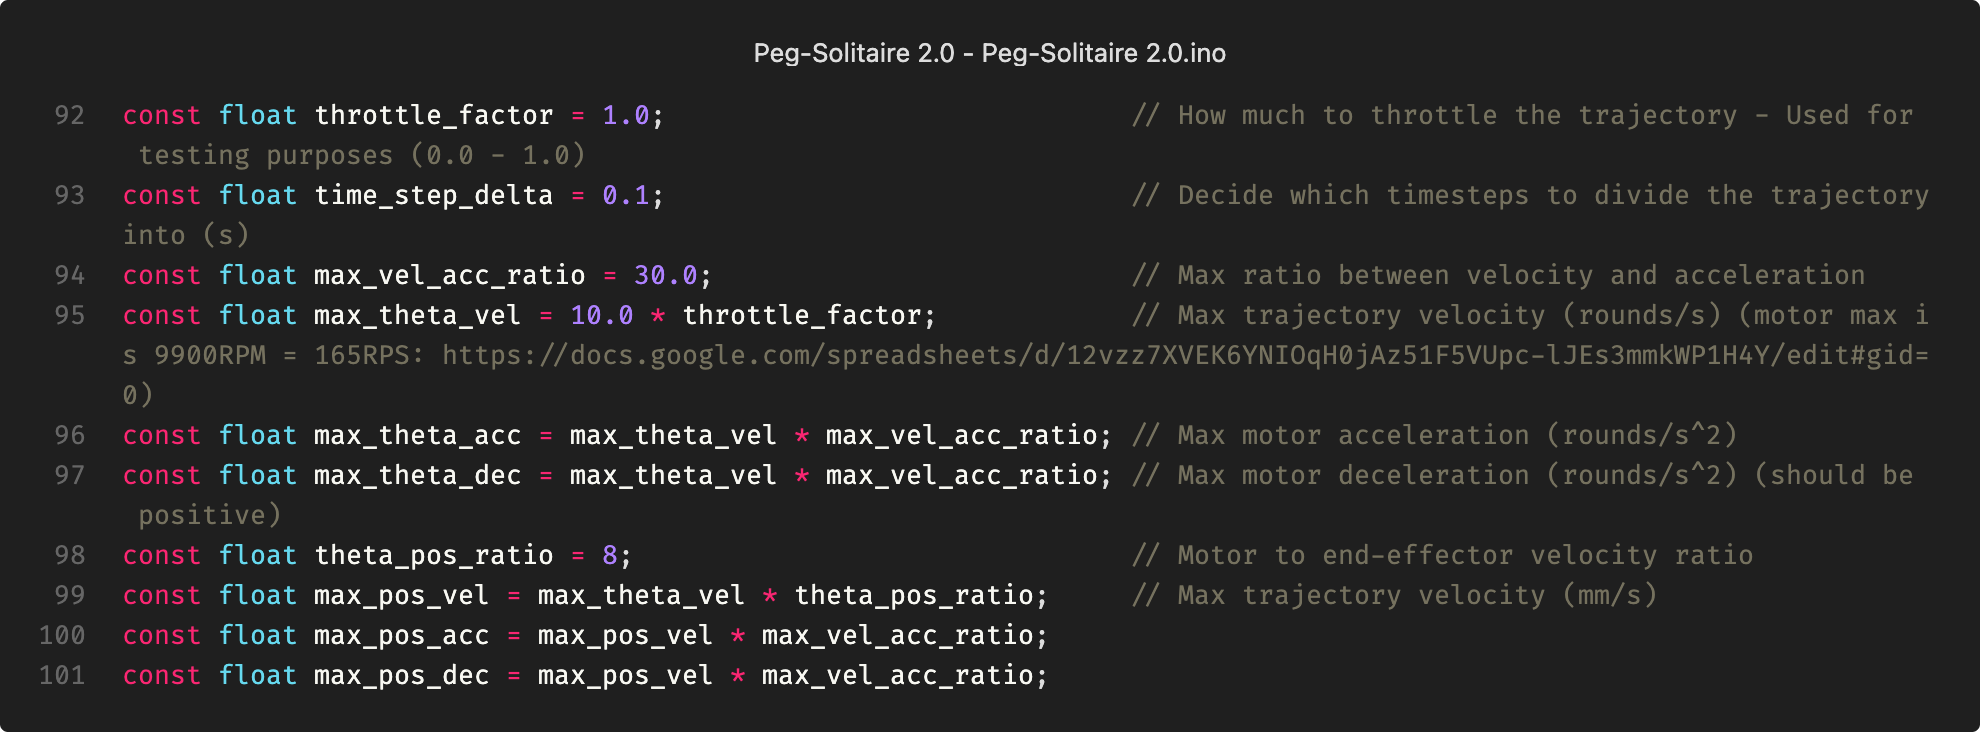 Peg-Solitaire 2.0 - Peg-Solitaire 2.0.ino
92 const float throttle_factor = 1.0; // How much to throttle the trajectory - Used for
testing purposes (0.0 - 1.0)
93 const float time_step_delta = 0.1; // Decide which timesteps to divide the trajectory
into (s)
94 const float max_vel_acc_ratio = 30.0; // Max ratio between velocity and acceleration
95 const float max_theta_vel = 10.0 * throttle_factor; // Max trajectory velocity (rounds/s) (motor max i
s 9900RPM = 165RPS: https://docs.google.com/spreadsheets/d/12vzz7XVEK6YNIOqH0jAz51F5VUpc-lJEs3mmkWP1H4Y/edit#gid=
0)
96 const float max_theta_acc = max_theta_vel * max_vel_acc_ratio; // Max motor acceleration (rounds/s^2)
97 const float max_theta_dec = max_theta_vel * max_vel_acc_ratio; // Max motor deceleration (rounds/s^2) (should be
positive)
98 const float theta_pos_ratio = 8; // Motor to end-effector velocity ratio
99 const float max_pos_vel = max_theta_vel * theta_pos_ratio; // Max trajectory velocity (mm/s)
100 const float max_pos_acc = max_pos_vel * max_vel_acc_ratio;
101 const float max_pos_dec = max_pos_vel * max_vel_acc_ratio;